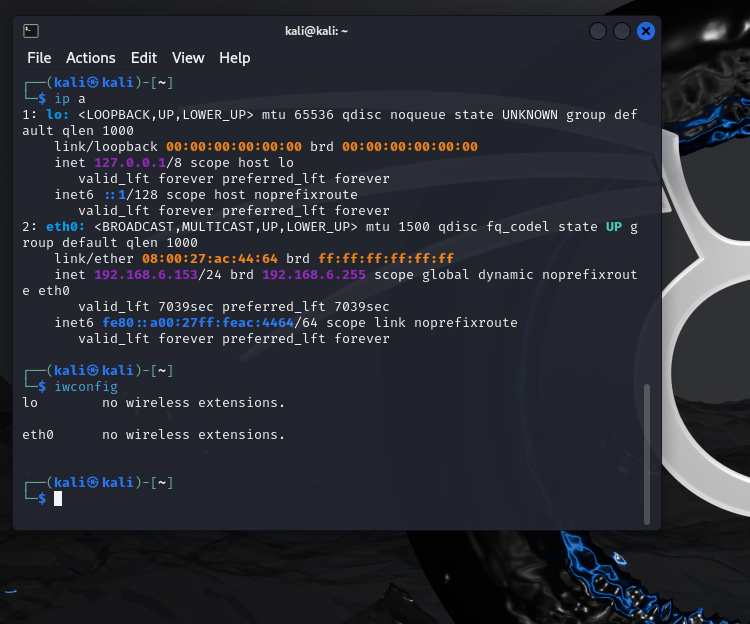 kali@kali: ~
File Actions Edit View Help
┌──(kali㉿kali)-[~]
└─$ ip a
1: lo: <LOOPBACK,UP,LOWER_UP> mtu 65536 qdisc noqueue state UNKNOWN group def
ault qlen 1000
    link/loopback 00:00:00:00:00:00 brd 00:00:00:00:00:00
    inet 127.0.0.1/8 scope host lo
       valid_lft forever preferred_lft forever
    inet6 ::1/128 scope host noprefixroute
       valid_lft forever preferred_lft forever
2: eth0: <BROADCAST,MULTICAST,UP,LOWER_UP> mtu 1500 qdisc fq_codel state UP g
roup default qlen 1000
    link/ether 08:00:27:ac:44:64 brd ff:ff:ff:ff:ff:ff
    inet 192.168.6.153/24 brd 192.168.6.255 scope global dynamic noprefixrout
e eth0
       valid_lft 7039sec preferred_lft 7039sec
    inet6 fe80::a00:27ff:feac:4464/64 scope link noprefixroute
       valid_lft forever preferred_lft forever
┌──(kali㉿kali)-[~]
└─$ iwconfig
lo        no wireless extensions.
eth0      no wireless extensions.
┌──(kali㉿kali)-[~]
└─$